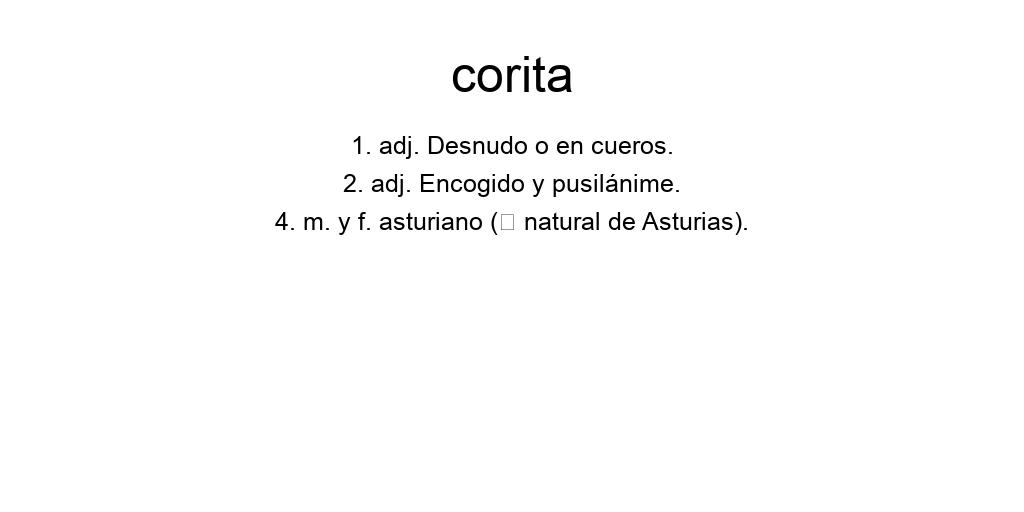 corita
1. adj. Desnudo o en cueros.
2. adj. Encogido y pusilánime.
4. m. y f. asturiano (□ natural de Asturias).